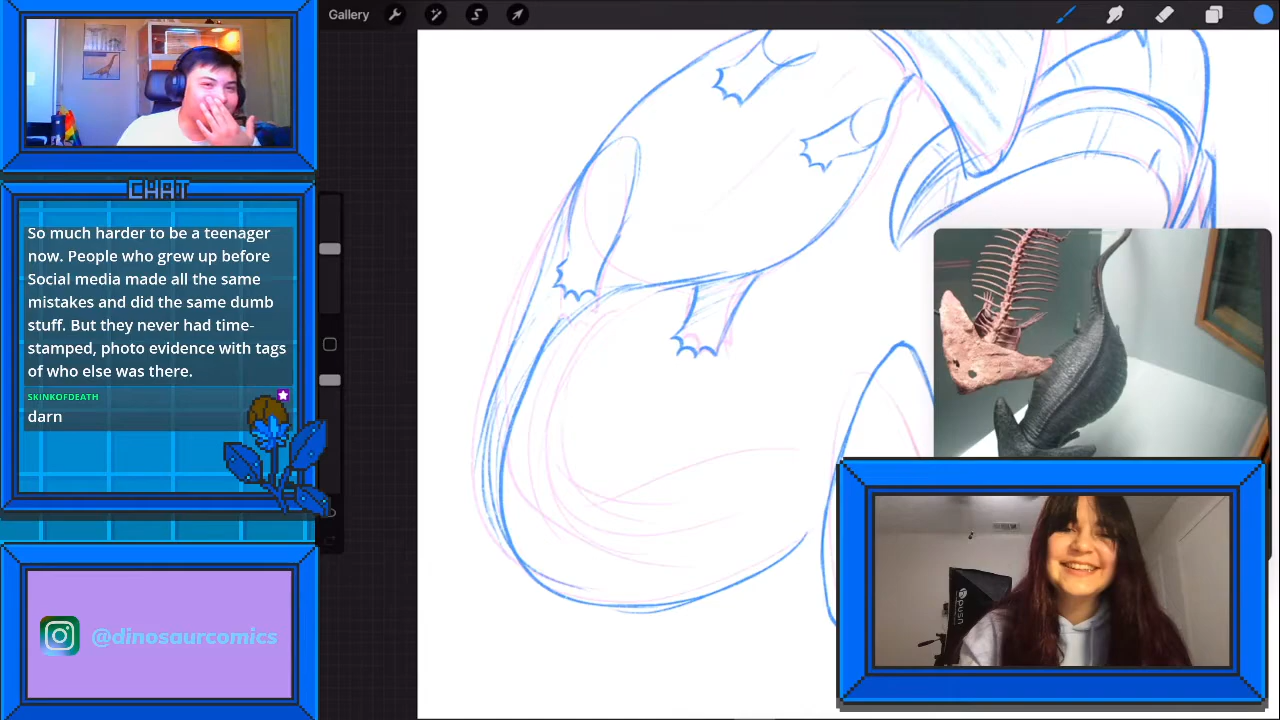 Gallery
CHAT
So much harder to be a teenager
now. People who grew up before
Social media made all the same
mistakes and did the same dumb
stuff. But they never had time-
stamped, photo evidence with tags
of who else was there.
SKINKOFDEATH
darn
@dinosaurcomics